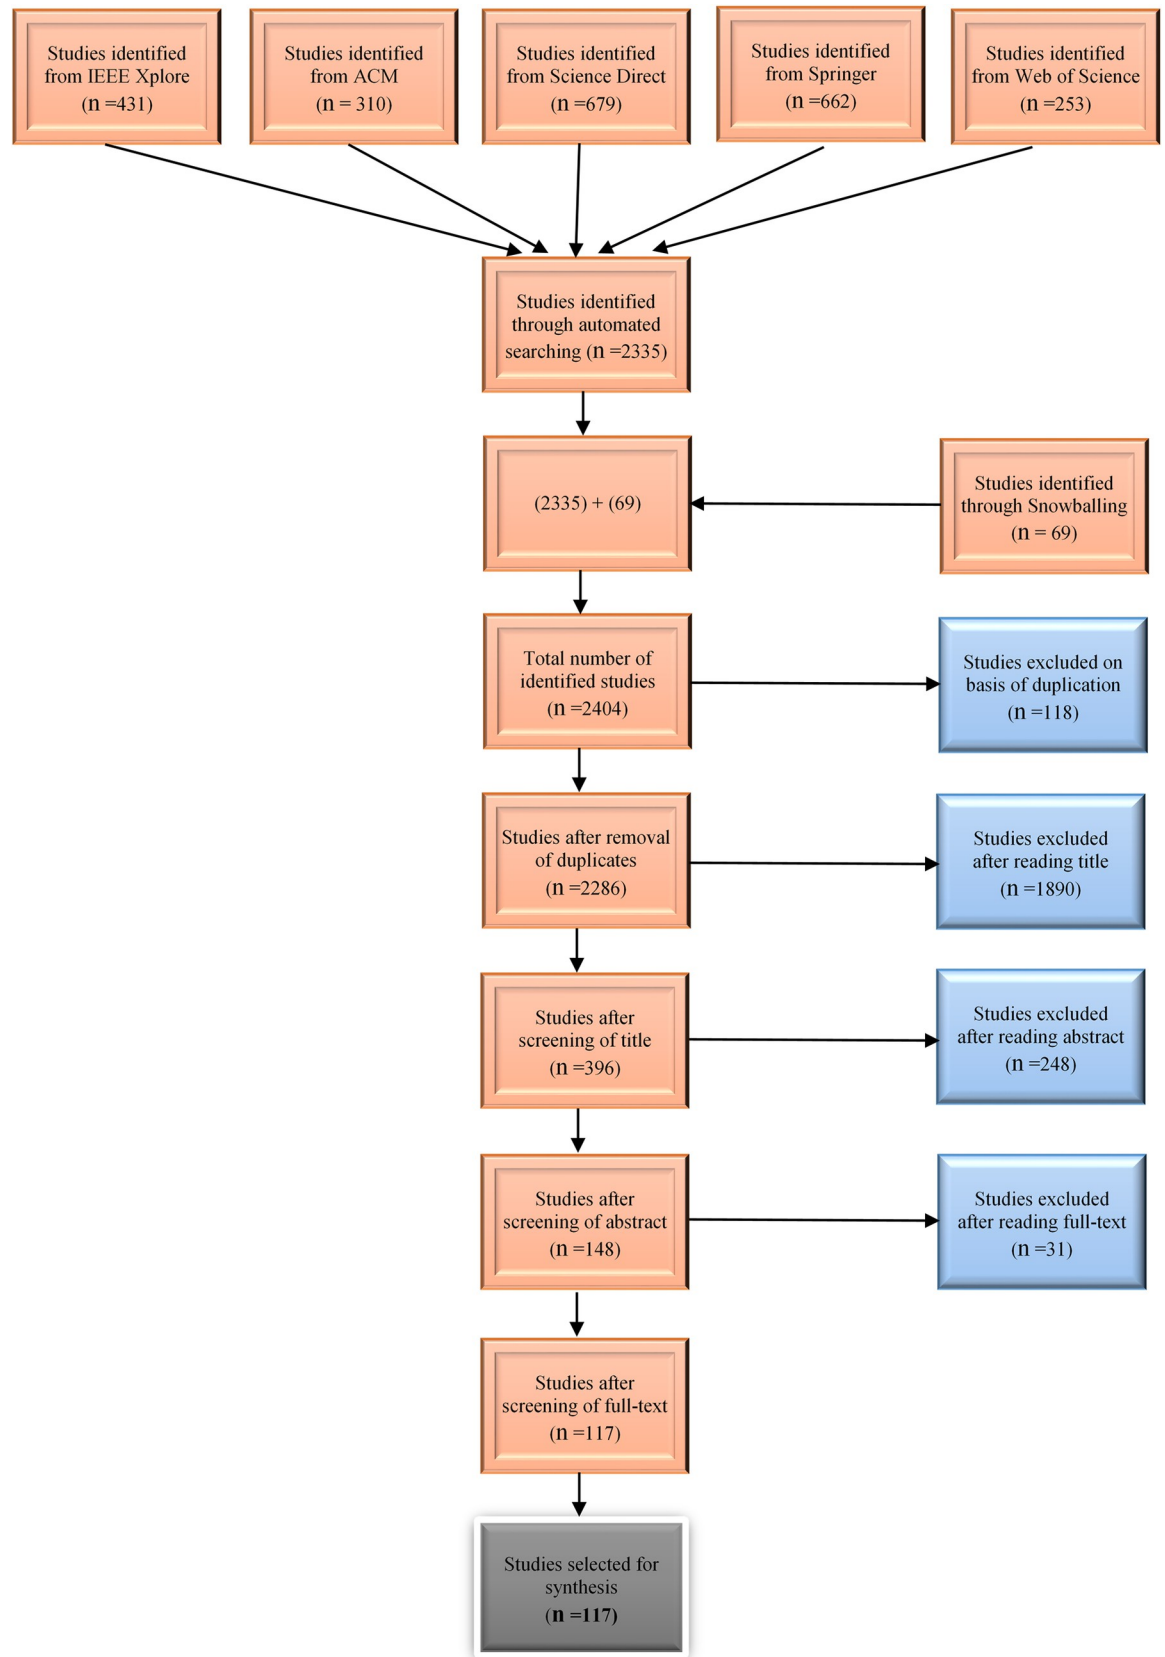 Studies identified
from IEEE Xplore
(n =431)
Studies identified
from ACM
(n = 310)
Studies identified
from Science Direct
(n =679)
Studies identified
from Springer
(n =662)
Studies identified
from Web of Science
(n =253)
Studies identified
through automated
searching (n =2335)
(2335) + (69)
Studies identified
through Snowballing
(n = 69)
Total number of
identified studies
(n =2404)
Studies excluded on
basis of duplication
(n =118)
Studies after removal
of duplicates
(n =2286)
Studies excluded
after reading title
(n =1890)
Studies after
screening of title
(n =396)
Studies excluded
after reading abstract
(n =248)
Studies after
screening of abstract
(n =148)
Studies excluded
after reading full-text
(n =31)
Studies after
screening of full-text
(n =117)
Studies selected for
synthesis
(n =117)